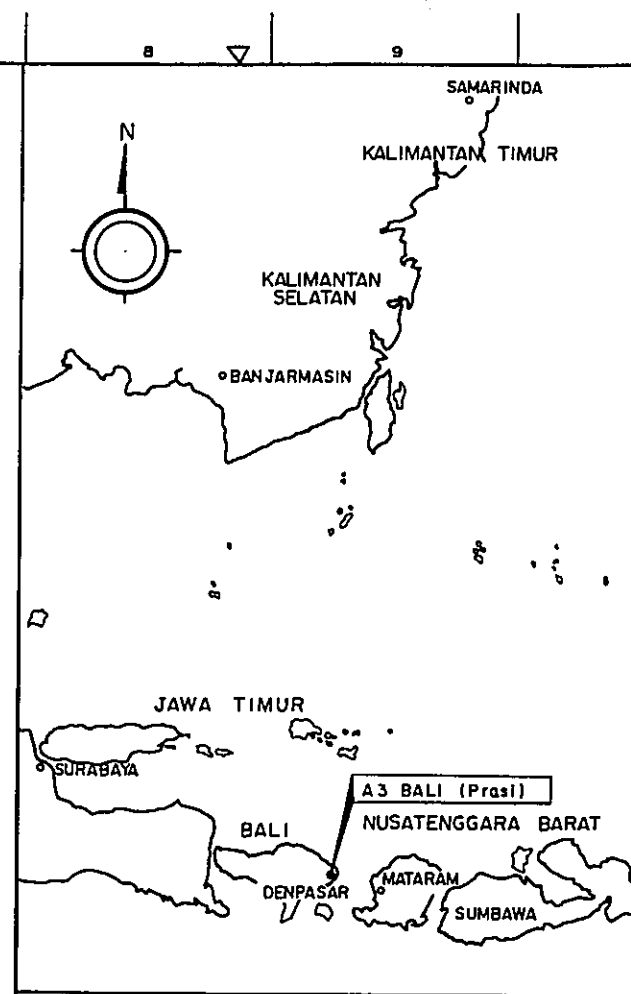 8
9
SAMARINDA
N
KALIMANTAN TIMUR
KALIMANTAN
SELATAN
BANJARMASIN
JAWA TIMUR
SURABAYA
A3 BALI (Prasi)
BALI
NUSATENGGARA BARAT
DENPASAR
MATARAM
SUMBAWA